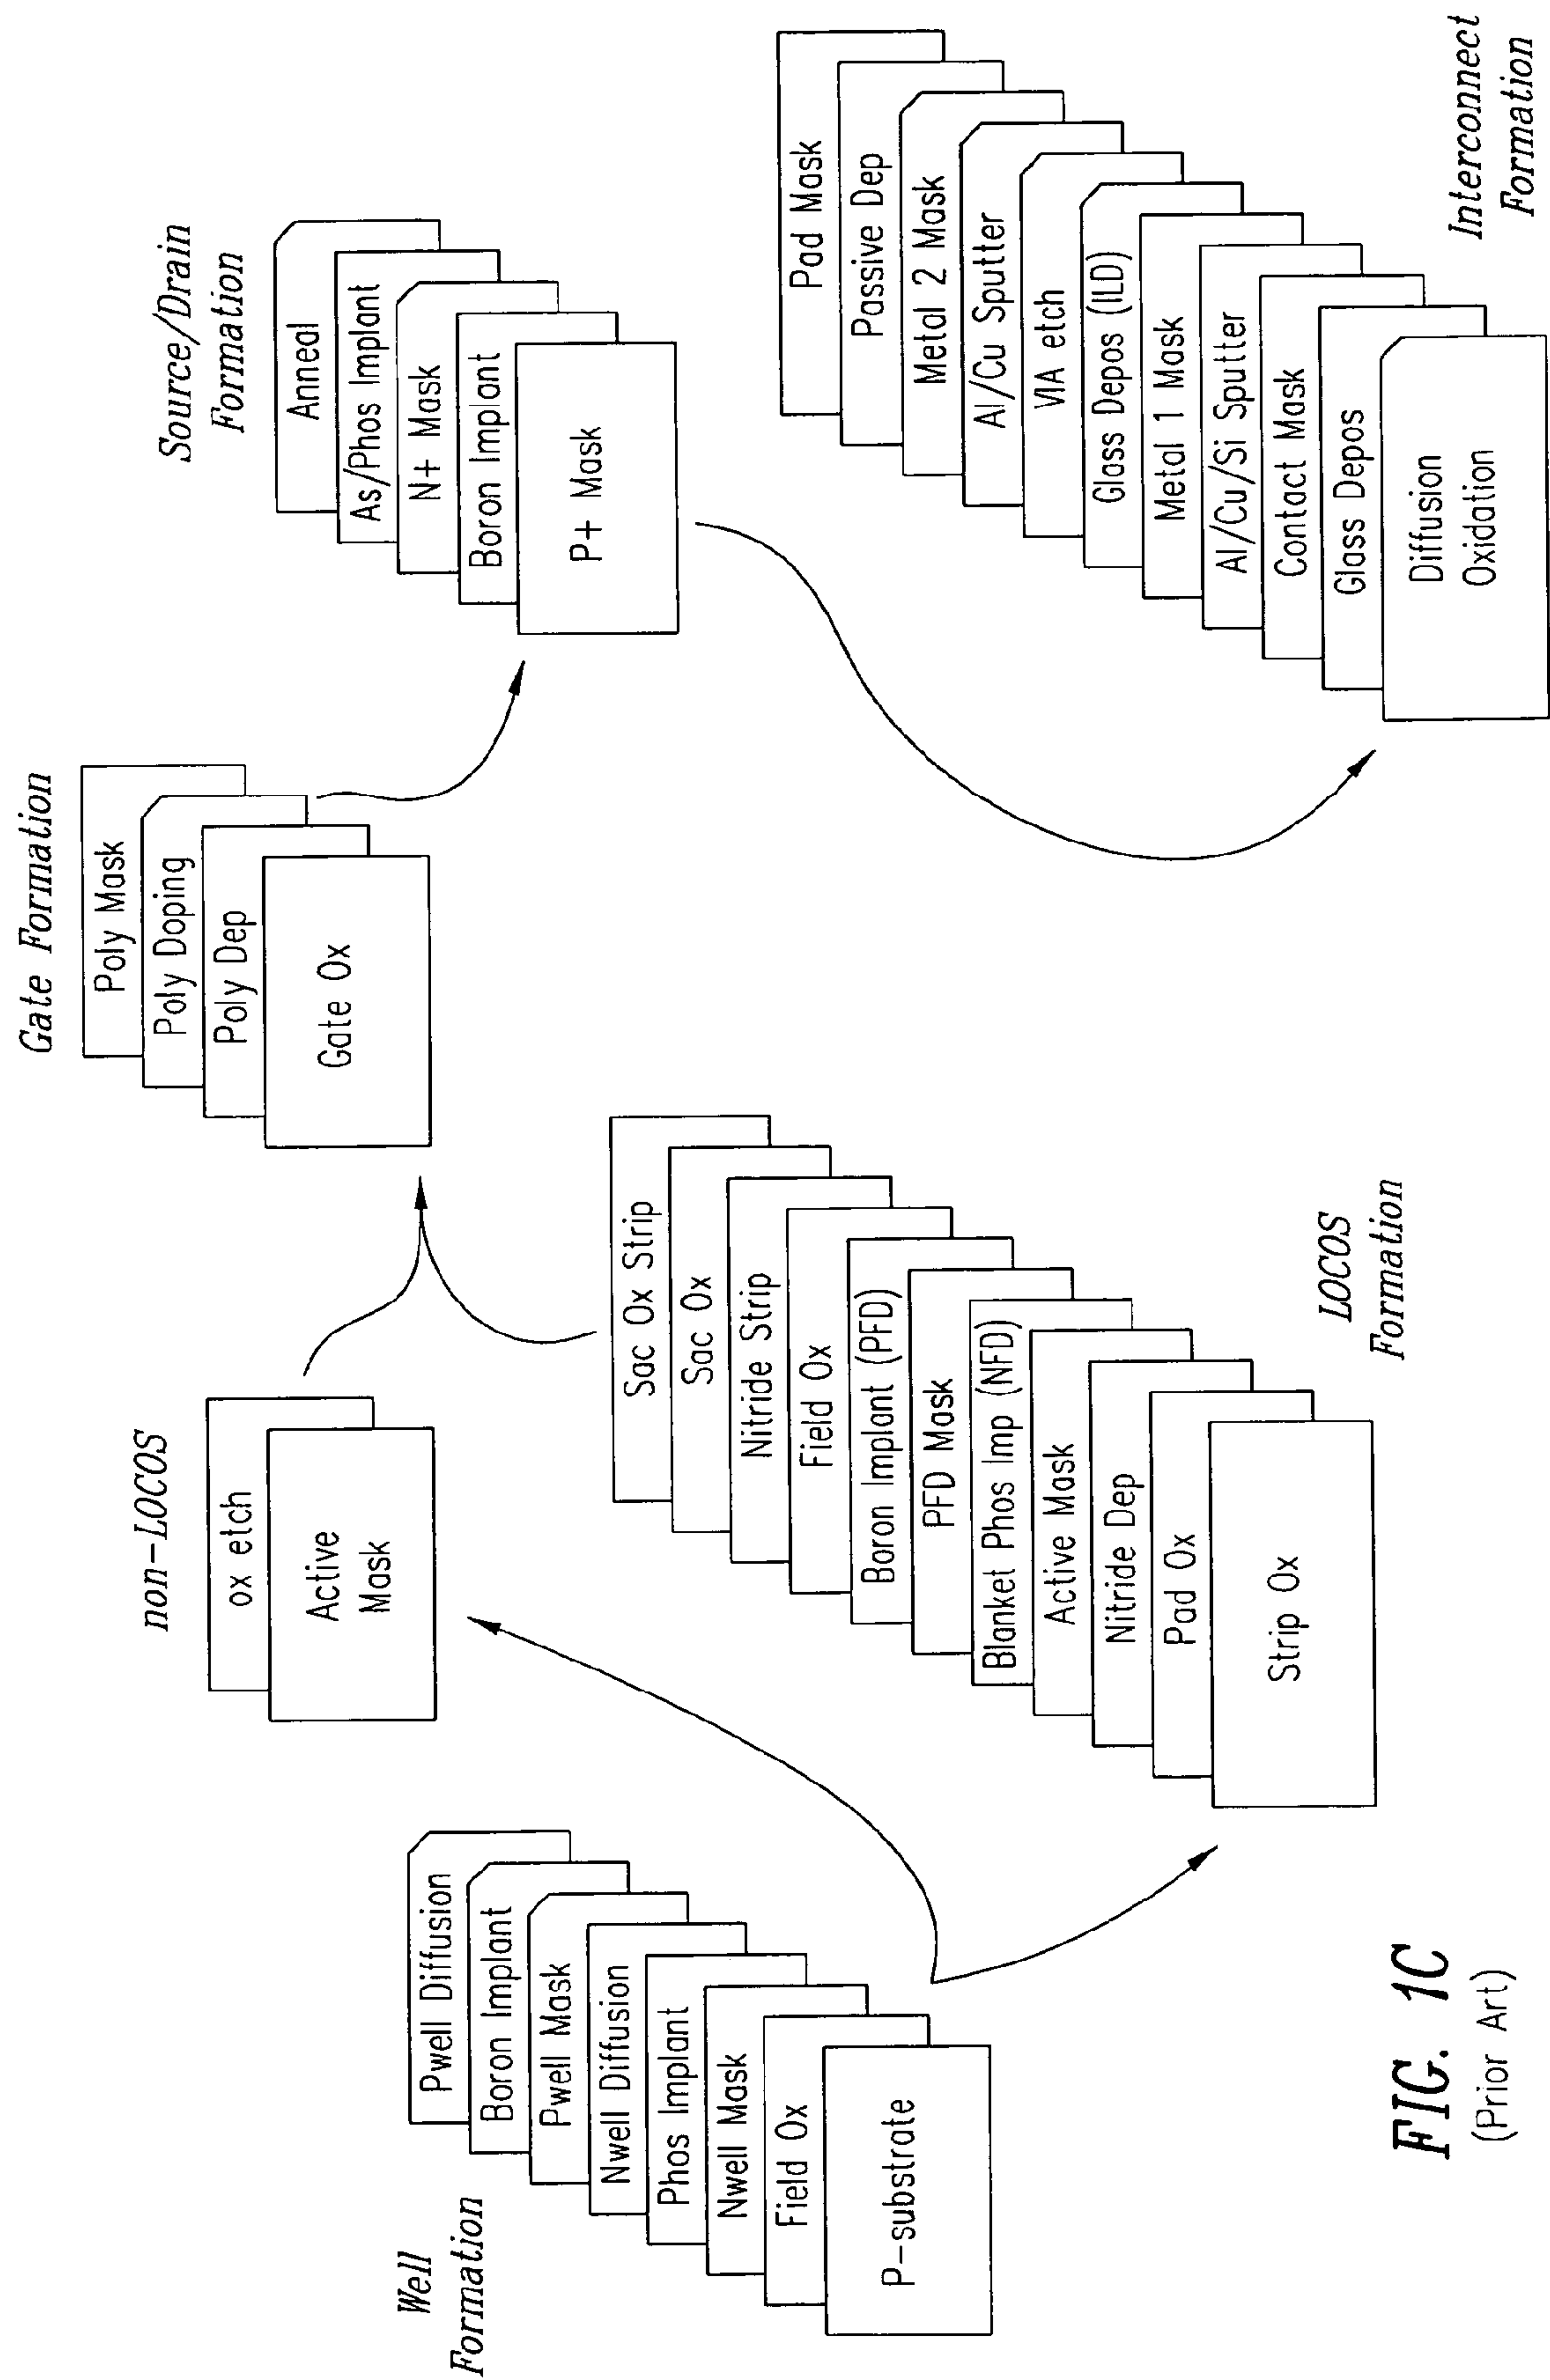 Well
Formation
Pwell Diffusion
Boron Implant
Pwell Mask
Nwell Diffusion
Phos Implant
Nwell Mask
Field Ox
P-substrate
non-LOCOS
ox etch
Active
Mask
LOCOS
Formation
Sac Ox Strip
Sac Ox
Nitride Strip
Field Ox
Boron Implant (PFD)
PFD Mask
Blanket Phos Imp (NFD)
Active Mask
Nitride Dep
Pad Ox
Strip Ox
Gate Formation
Poly Mask
Poly Doping
Poly Dep
Gate Ox
Source/Drain
Formation
Anneal
As/Phos Implant
N+ Mask
Boron Implant
P+ Mask
Pad Mask
Passive Dep
Metal 2 Mask
Al/Cu Sputter
VIA etch
Glass Depos (ILD)
Metal 1 Mask
Al/Cu/Si Sputter
Contact Mask
Glass Depos
Diffusion
Oxidation
Interconnect
Formation
FIG. 1C
(Prior Art)